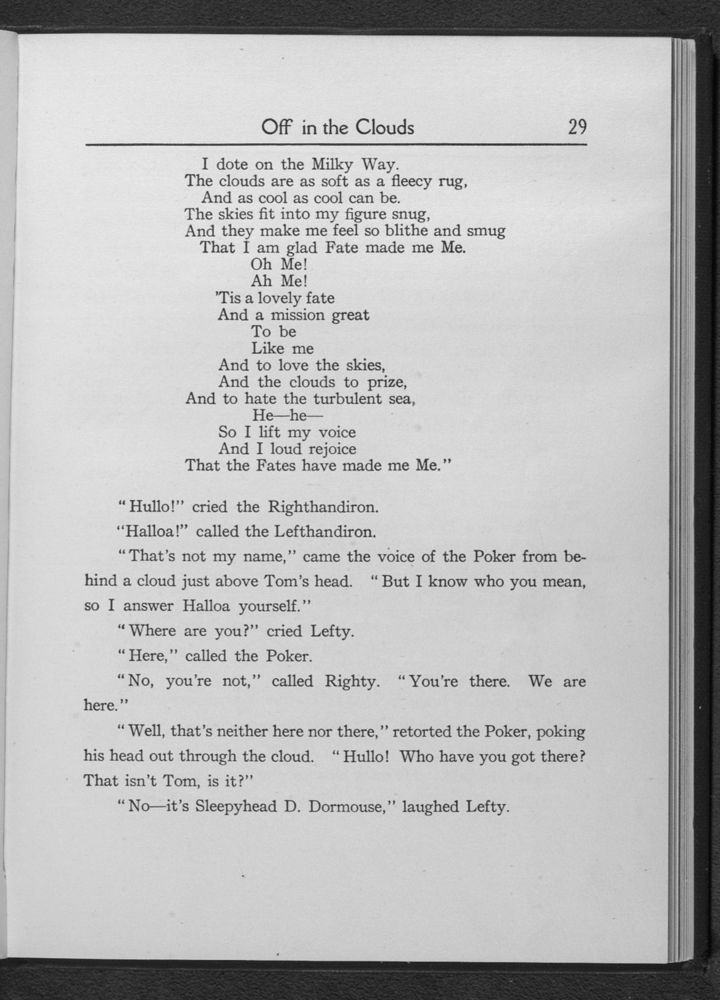 Off in the Clouds 29
I dote on the Milky Way.
The clouds are as soft as a fleecy rug,
And as cool as cool can be.
The skies fit into my figure snug,
And they make me feel so blithe and smug
That I am glad Fate made me Me.
Oh Me!
Ah Me!
'Tis a lovely fate
And a mission great
To be
Like me
And to love the skies,
And the clouds to prize,
And to hate the turbulent sea,
He—he—
So I lift my voice
And I loud rejoice
That the Fates have made me Me."
"Hullo!" cried the Righthandiron.
"Halloa!" called the Lefthandiron.
"That's not my name," came the voice of the Poker from be-
hind a cloud just above Tom's head. "But I know who you mean,
so I answer Halloa yourself."
"Where are you?" cried Lefty.
"Here," called the Poker.
"No, you're not," called Righty. "You're there. We are
here."
"Well, that's neither here nor there," retorted the Poker, poking
his head out through the cloud. "Hullo! Who have you got there?
That isn't Tom, is it?"
"No—it's Sleepyhead D. Dormouse," laughed Lefty.